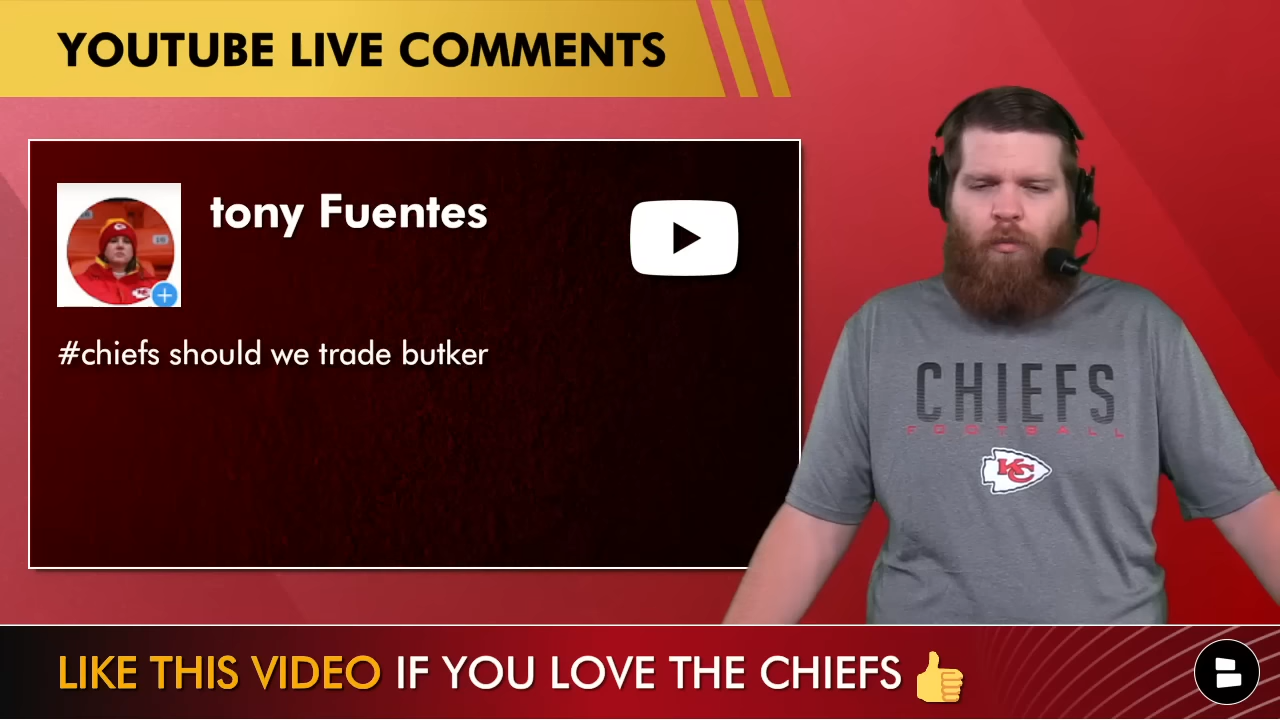 YOUTUBE LIVE COMMENTS
tony Fuentes
#chiefs should we trade butker
CHIEFS
FOOTBALL
KC
LIKE THIS VIDEO IF YOU LOVE THE CHIEFS